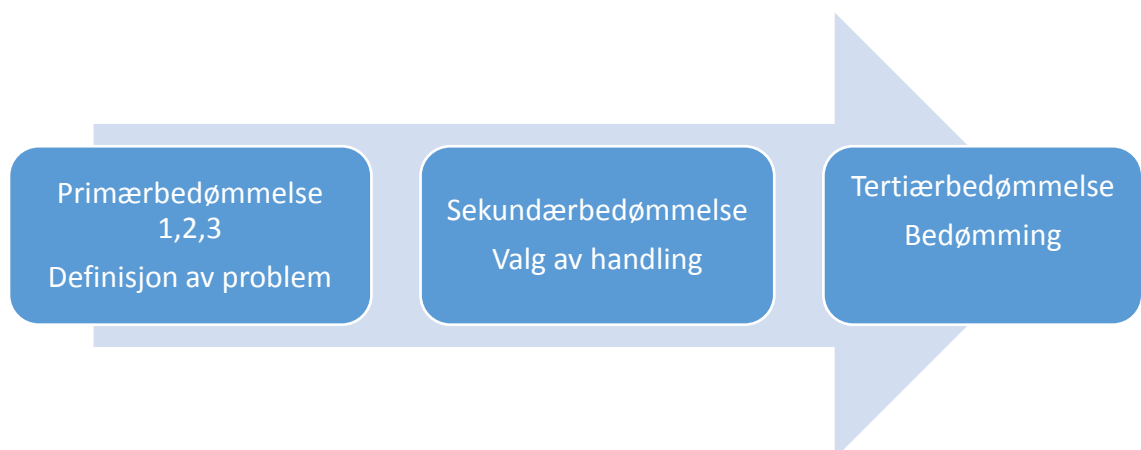 Primærbedømmelse
1,2,3
Definisjon av problem
Sekundærbedømmelse
Valg av handling
Tertiærbedømmelse
Bedømming